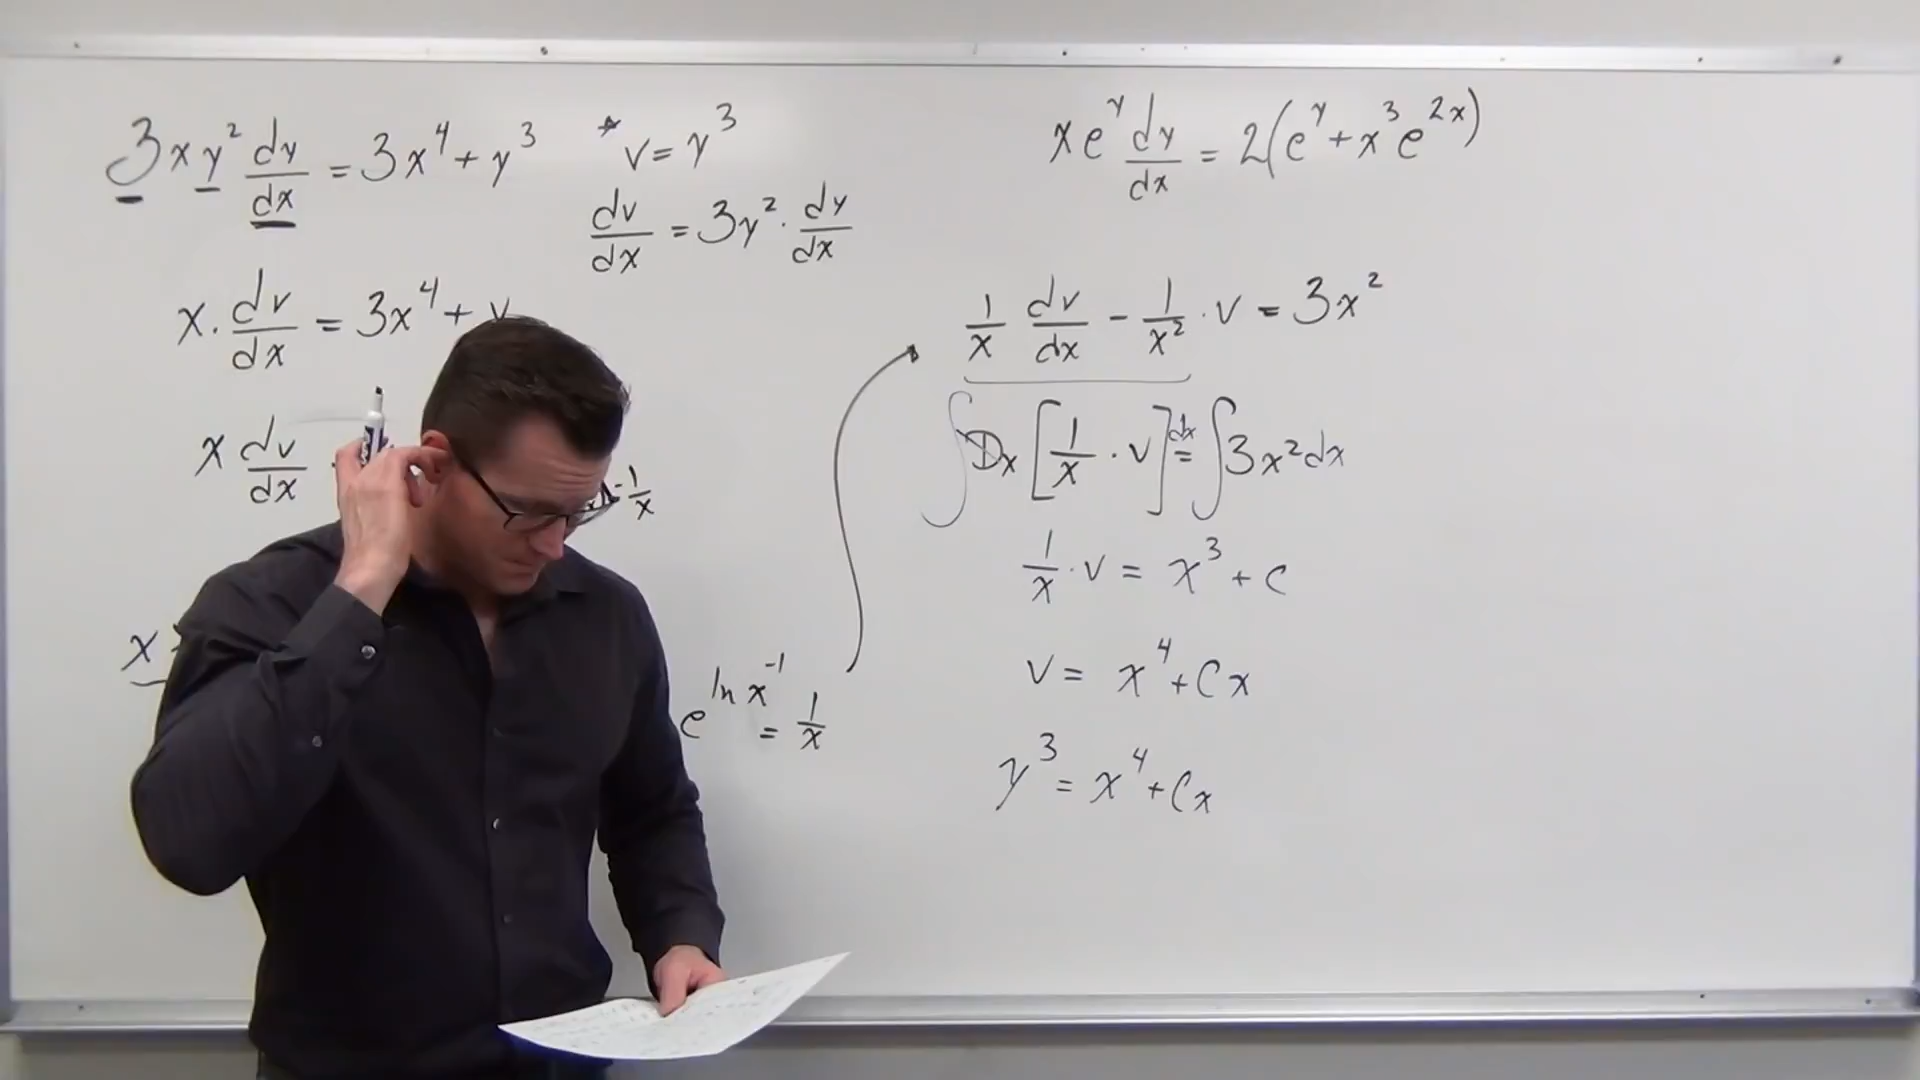 3xy² dy/dx = 3x⁴ + y³
* v = y³
dv/dx = 3y² · dy/dx
x · dv/dx = 3x⁴ + v
x dv/dx
-1/x
x
e^(ln x⁻¹) = 1/x
xe^y dy/dx = 2(e^y + x³e^(2x))
1/x dv/dx - 1/x² · v = 3x²
∫ Dx [1/x · v] dx = ∫ 3x² dx
1/x · v = x³ + c
v = x⁴ + Cx
y³ = x⁴ + Cx